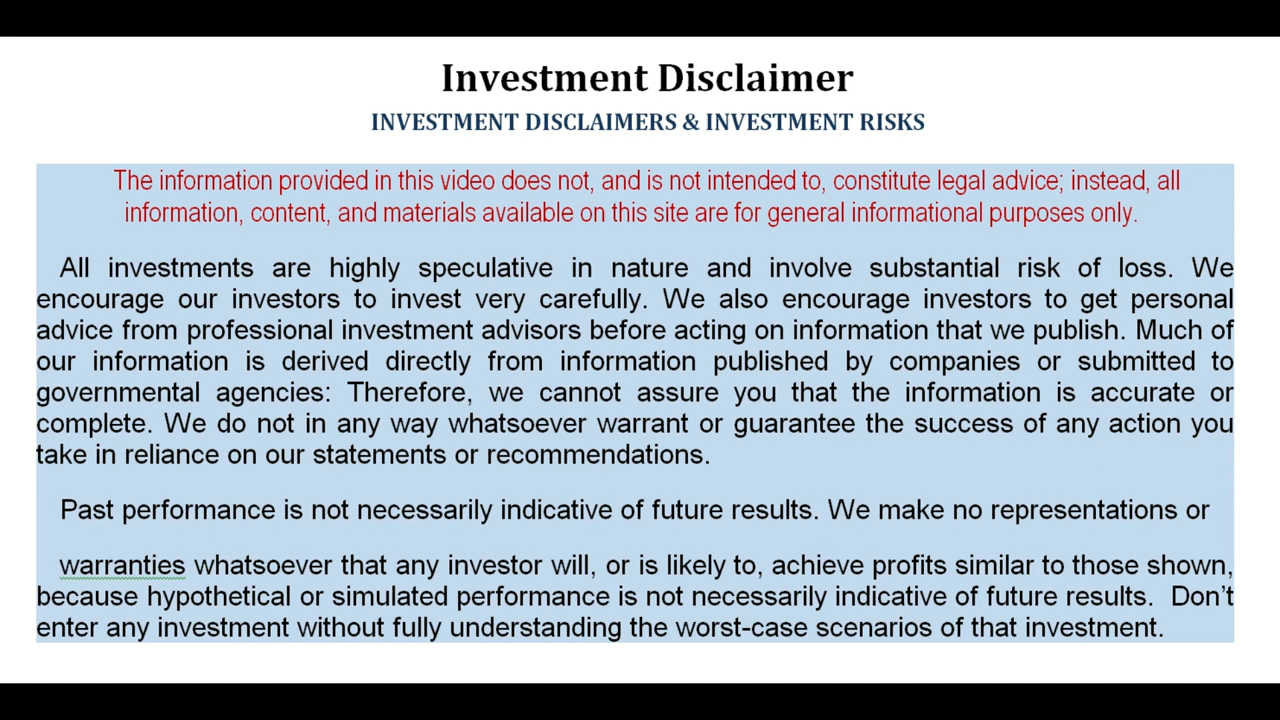 Investment Disclaimer
INVESTMENT DISCLAIMERS & INVESTMENT RISKS
The information provided in this video does not, and is not intended to, constitute legal advice; instead, all
information, content, and materials available on this site are for general informational purposes only.
All investments are highly speculative in nature and involve substantial risk of loss. We
encourage our investors to invest very carefully. We also encourage investors to get personal
advice from professional investment advisors before acting on information that we publish. Much of
our information is derived directly from information published by companies or submitted to
governmental agencies: Therefore, we cannot assure you that the information is accurate or
complete. We do not in any way whatsoever warrant or guarantee the success of any action you
take in reliance on our statements or recommendations.
Past performance is not necessarily indicative of future results. We make no representations or
warranties whatsoever that any investor will, or is likely to, achieve profits similar to those shown,
because hypothetical or simulated performance is not necessarily indicative of future results.  Don’t
enter any investment without fully understanding the worst-case scenarios of that investment.